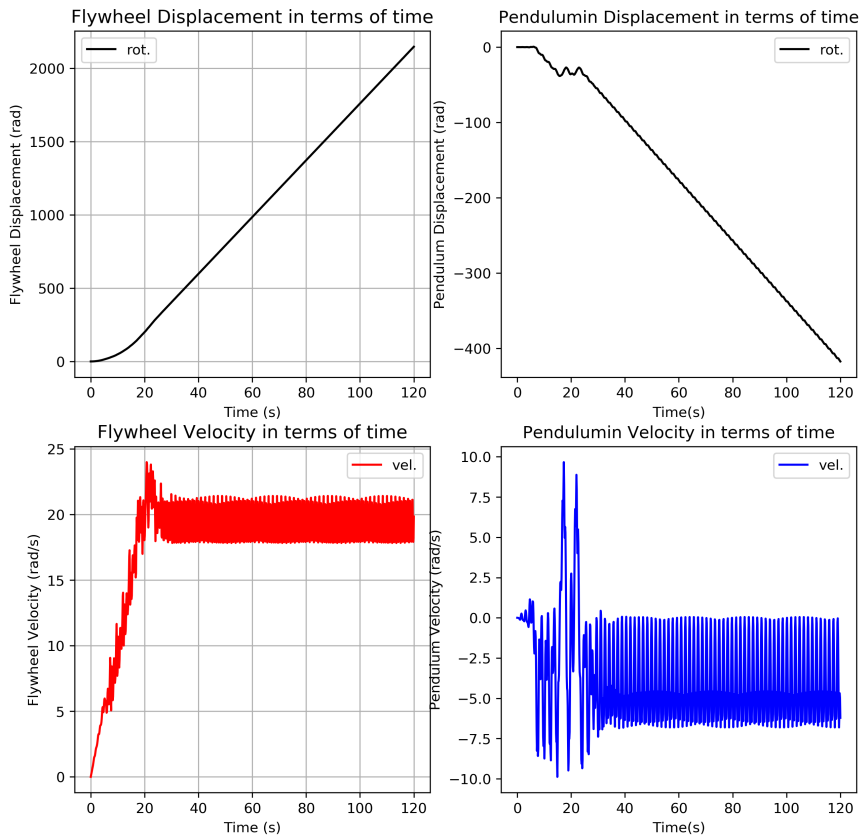 Flywheel Displacement in terms of time
rot.
Flywheel Displacement (rad)
2000
1500
1000
500
0
0 20 40 60 80 100 120
Time (s)
Pendulumin Displacement in terms of time
rot.
Pendulum Displacement (rad)
0
−100
−200
−300
−400
0 20 40 60 80 100 120
Time(s)
Flywheel Velocity in terms of time
vel.
Flywheel Velocity (rad/s)
25
20
15
10
5
0
0 20 40 60 80 100 120
Time (s)
Pendulumin Velocity in terms of time
vel.
Pendulum Velocity (rad/s)
10.0
7.5
5.0
2.5
0.0
−2.5
−5.0
−7.5
−10.0
0 20 40 60 80 100 120
Time(s)